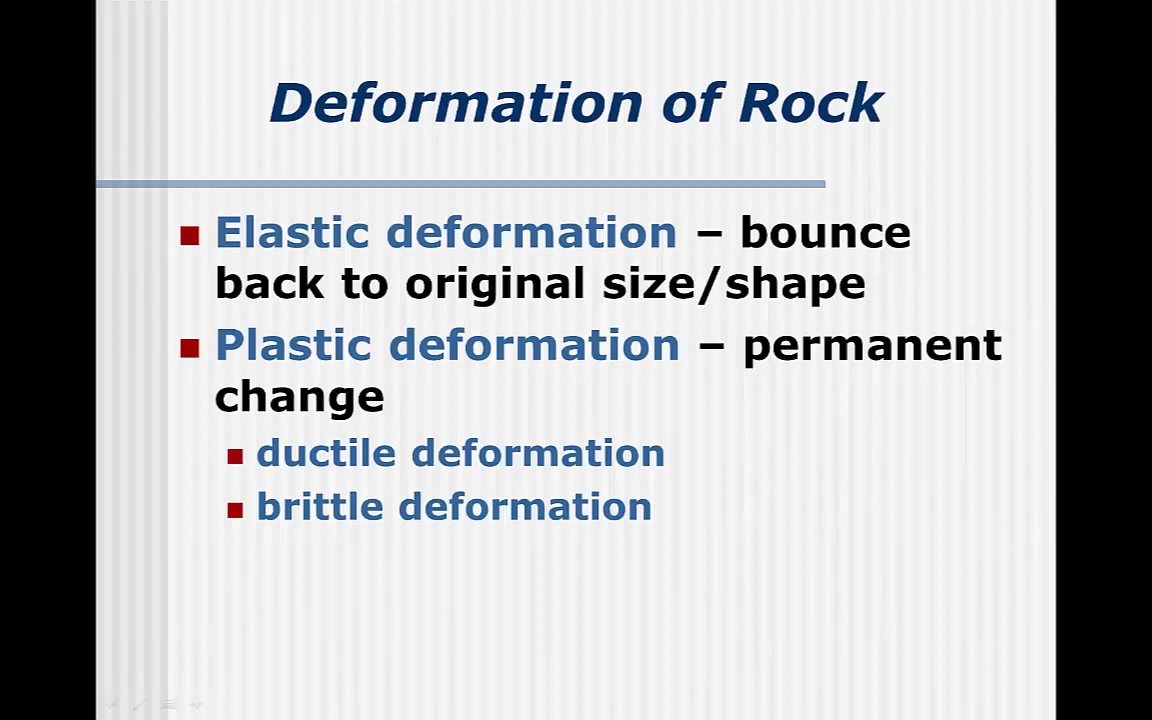 Deformation of Rock
Elastic deformation – bounce
back to original size/shape
Plastic deformation – permanent
change
ductile deformation
brittle deformation